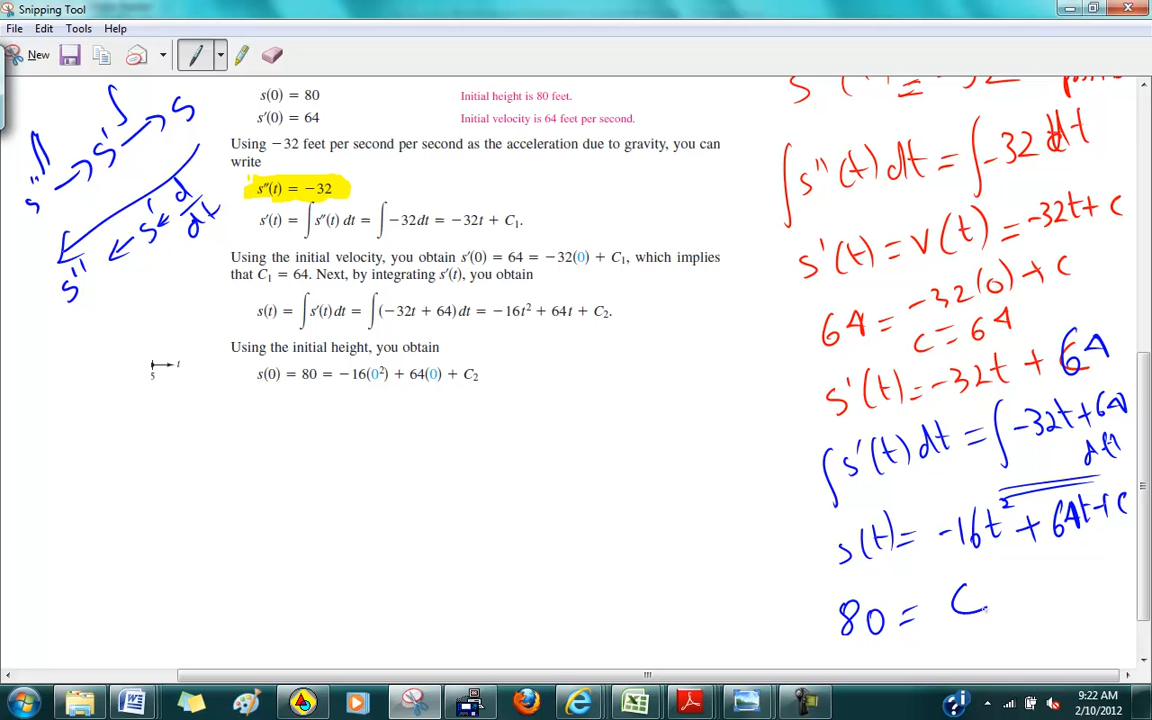 Snipping Tool
File Edit Tools Help
New
s(0) = 80 Initial height is 80 feet.
s′(0) = 64 Initial velocity is 64 feet per second.
Using −32 feet per second per second as the acceleration due to gravity, you can
write
s″(t) = −32
s′(t) = ∫ s″(t) dt = ∫ −32dt = −32t + C₁.
Using the initial velocity, you obtain s′(0) = 64 = −32(0) + C₁, which implies
that C₁ = 64. Next, by integrating s′(t), you obtain
s(t) = ∫ s′(t) dt = ∫ (−32t + 64) dt = −16t² + 64t + C₂.
Using the initial height, you obtain
s(0) = 80 = −16(0²) + 64(0) + C₂
t
5
s″ → s′ → s
∫ ∫
s″ ← s′ ← d/dt
∫ s″(t) dt = ∫ −32 dt
s′(t) = v(t) = −32t + c
64 = −32(0) + c
c = 64
s′(t) = −32t + 64
∫ s′(t) dt = ∫ −32t + 64 dt
s(t) = −16t² + 64t + c
80 = C
9:22 AM
2/10/2012